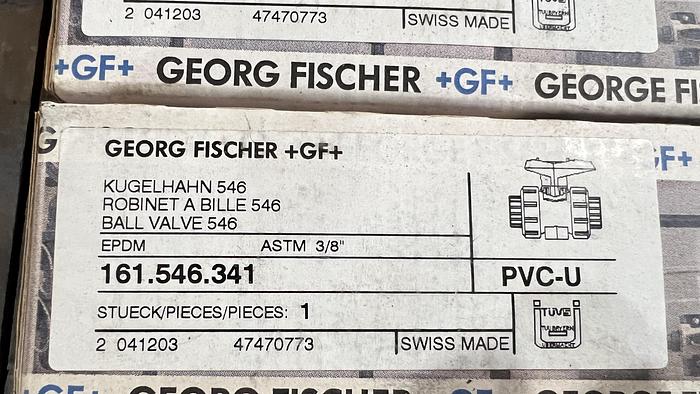 2 041203 47470773 SWISS MADE
+GF+ GEORG FISCHER +GF+ GEORGE FI
GEORG FISCHER +GF+
KUGELHAHN 546
ROBINET A BILLE 546
BALL VALVE 546
EPDM ASTM 3/8"
161.546.341 PVC-U
STUECK/PIECES/PIECES: 1
TUV
2 041203 47470773 SWISS MADE